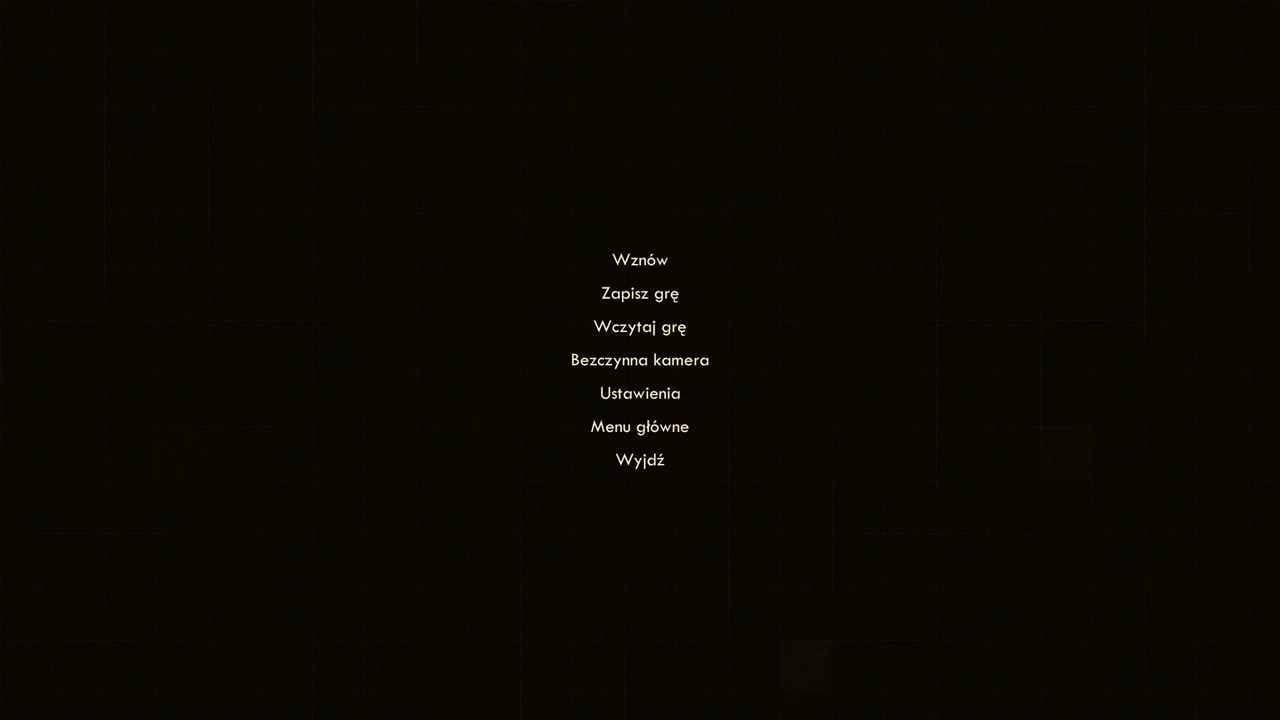 Wznów
Zapisz grę
Wczytaj grę
Bezczynna kamera
Ustawienia
Menu główne
Wyjdź